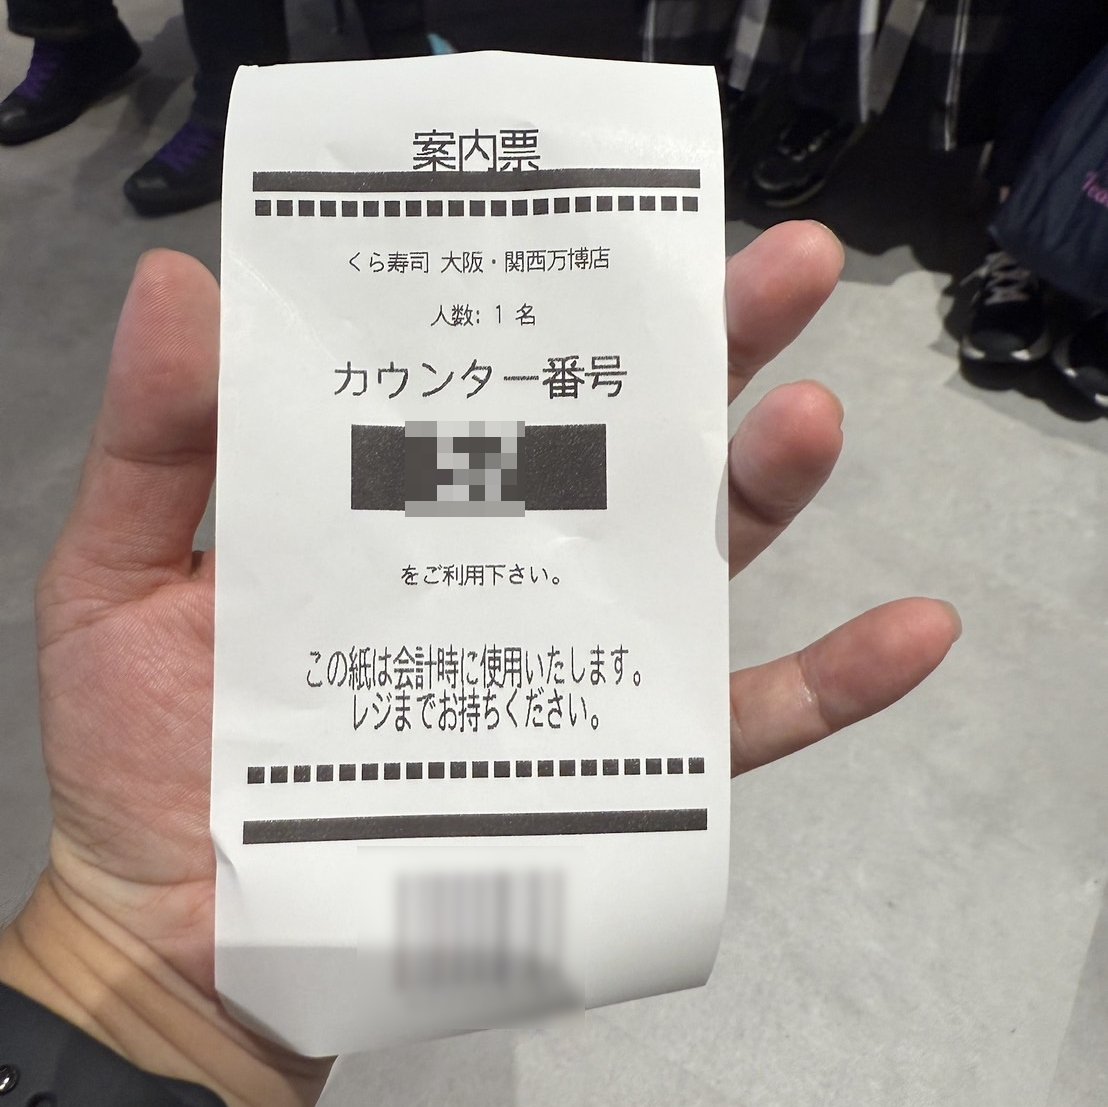 案内票
くら寿司 大阪・関西万博店
人数: 1 名
カウンター番号
をご利用下さい。
この紙は会計時に使用いたします。
レジまでお持ちください。